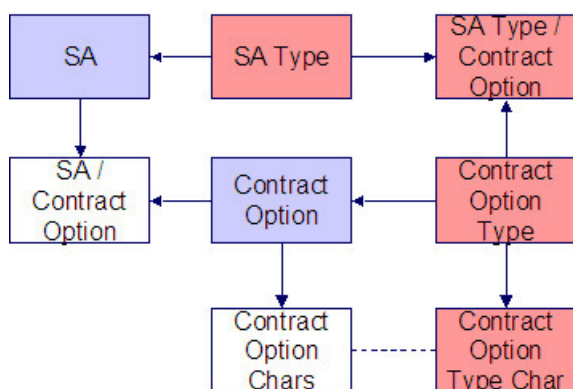 SA
SA Type
SA Type /
Contract
Option
SA /
Contract
Option
Contract
Option
Contract
Option
Type
Contract
Option
Chars
Contract
Option
Type Char